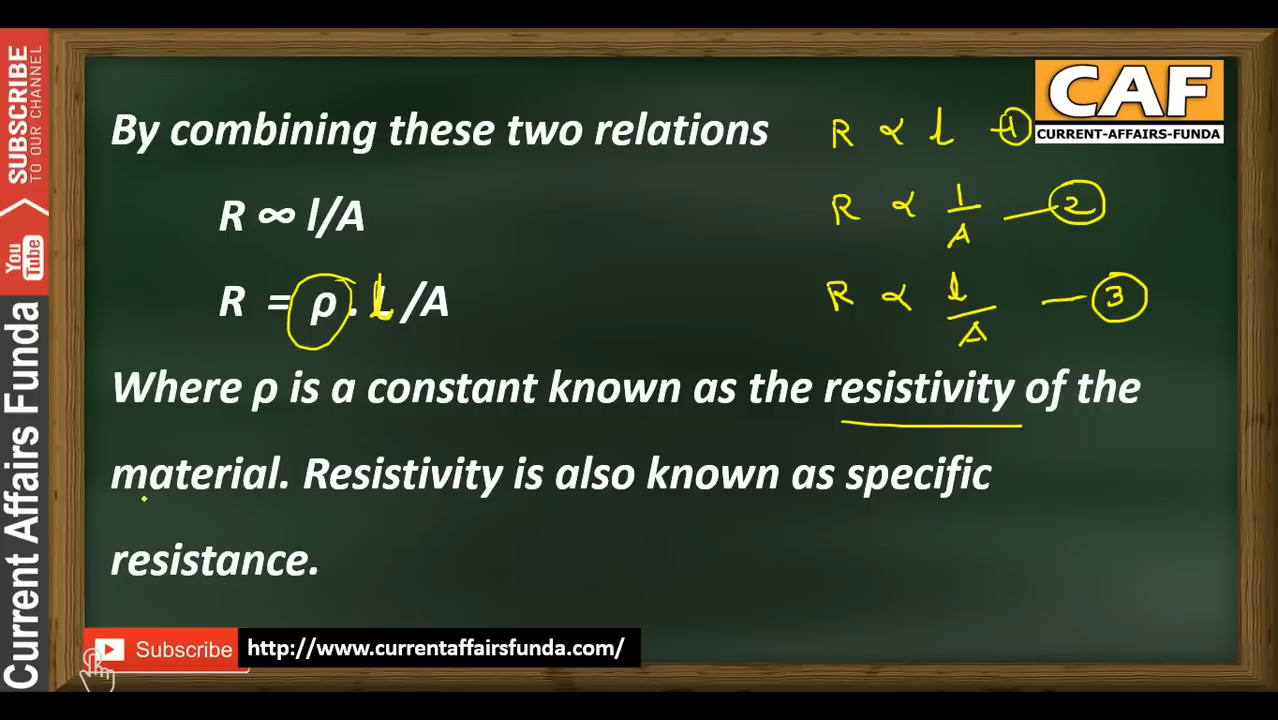 By combining these two relations
R ∝ l — 1
CAF
CURRENT-AFFAIRS-FUNDA
R ∞ l/A
R ∝ 1/A — 2
R = ρ . l /A
R ∝ l/A — 3
Where ρ is a constant known as the resistivity of the
material. Resistivity is also known as specific
resistance.
Subscribe
http://www.currentaffairsfunda.com/
SUBSCRIBE
TO OUR CHANNEL
You Tube
Current Affairs Funda